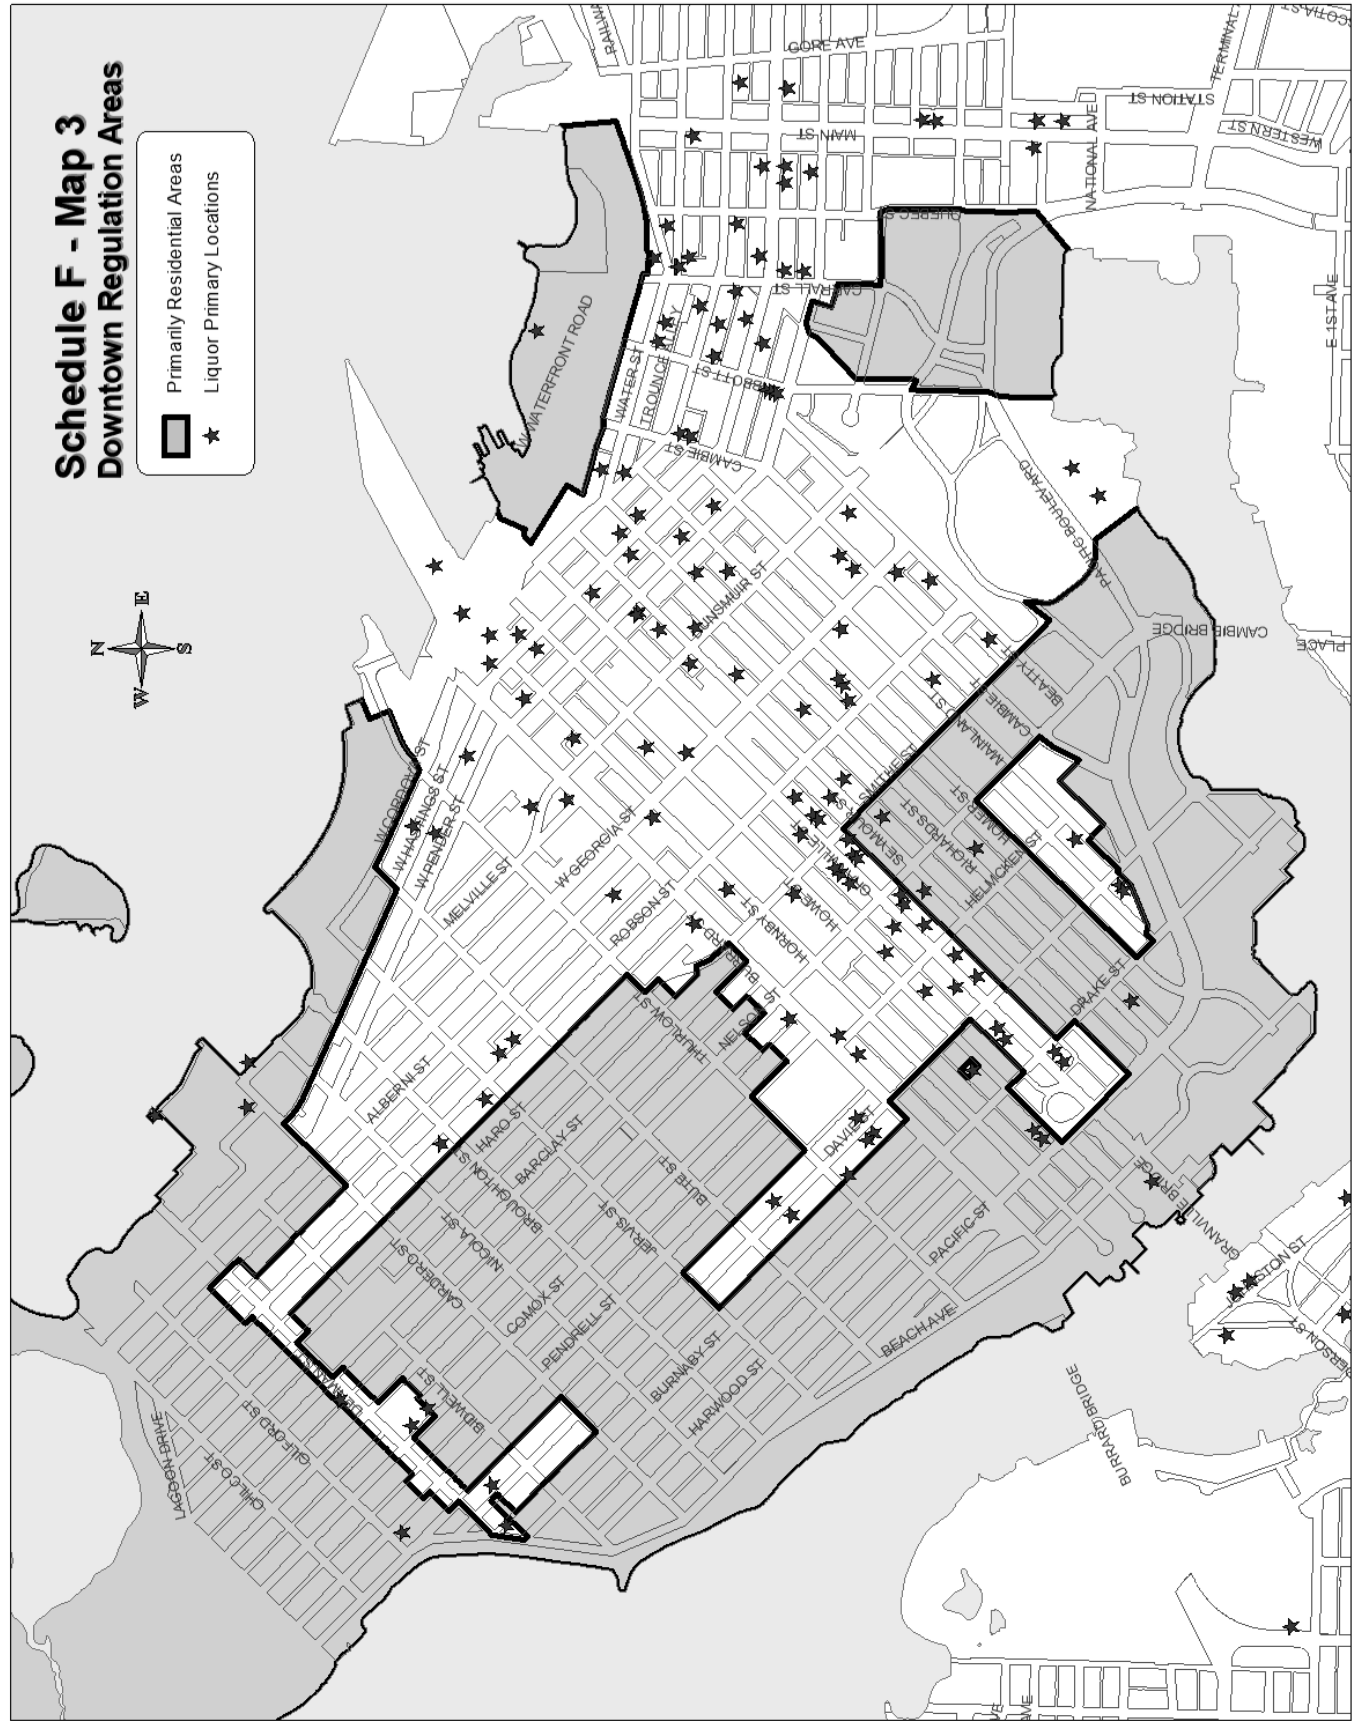 Schedule F - Map 3
Downtown Regulation Areas
Primarily Residential Areas
Liquor Primary Locations
N
E
S
W
GORE AVE
TERMINAL
STATION ST
MAIN ST
NATIONAL AVE
WESTERN ST
QUEBEC S
CARRALL ST
E 1ST AVE
W WATERFRONT ROAD
WATER ST
CAMBIE ST
PACIFIC BOULEVARD
DUNSMUIR ST
CAMBIE BRIDGE
PLACE
BEATTY ST
CAMBIE ST
W CORDOVA ST
W HASTINGS ST
W PENDER ST
MELVILLE ST
W GEORGIA ST
ROBSON ST
SMITHE ST
RICHARDS ST
HOMER ST
HELMCKEN ST
HOWE ST
HORNBY ST
DRAKE ST
THURLOW ST
ALBERNI ST
HARO ST
BARCLAY ST
BROUGHTON ST
NICOLA ST
CARDERO ST
BUTE ST
JERVIS ST
DAVIE ST
COMOX ST
PENDRELL ST
PACIFIC ST
BURNABY ST
HARWOOD ST
BEACH AVE
BIDWELL ST
GILFORD ST
CHILCO ST
LAGOON DRIVE
GRANVILLE BRIDGE
JOHNSTON ST
BURRARD BRIDGE